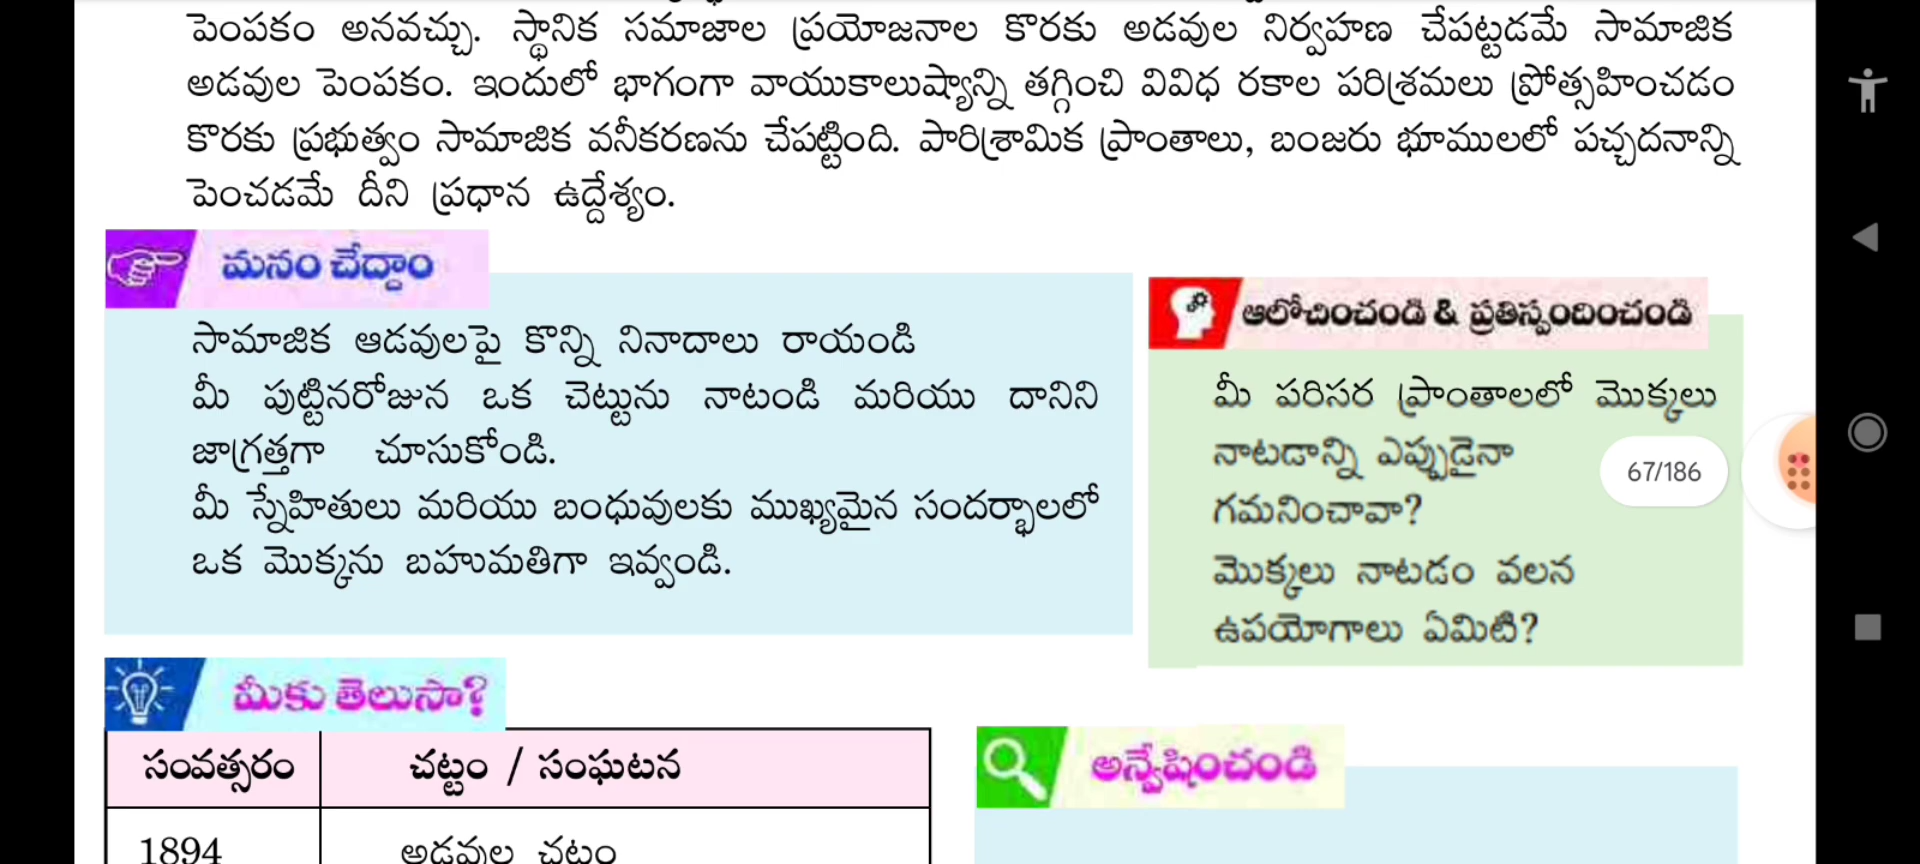 పెంపకం అనవచ్చు. స్థానిక సమాజాల ప్రయోజనాల కొరకు అడవుల నిర్వహణ చేపట్టడమే సామాజిక
అడవుల పెంపకం. ఇందులో భాగంగా వాయుకాలుష్యాన్ని తగ్గించి వివిధ రకాల పరిశ్రమలు ప్రోత్సహించడం
కొరకు ప్రభుత్వం సామాజిక వనీకరణను చేపట్టింది. పారిశ్రామిక ప్రాంతాలు, బంజరు భూములలో పచ్చదనాన్ని
పెంచడమే దీని ప్రధాన ఉద్దేశ్యం.
మనం చేద్దాం
సామాజిక ఆడవులపై కొన్ని నినాదాలు రాయండి
మీ పుట్టినరోజున ఒక చెట్టును నాటండి మరియు దానిని
జాగ్రత్తగా చూసుకోండి.
మీ స్నేహితులు మరియు బంధువులకు ముఖ్యమైన సందర్భాలలో
ఒక మొక్కను బహుమతిగా ఇవ్వండి.
ఆలోచించండి & ప్రతిస్పందించండి
మీ పరిసర ప్రాంతాలలో మొక్కలు
నాటడాన్ని ఎప్పుడైనా
గమనించావా?
మొక్కలు నాటడం వలన
ఉపయోగాలు ఏమిటి?
67/186
మీకు తెలుసా?
సంవత్సరం చట్టం / సంఘటన
1894 అడవుల చట్టం
అన్వేషించండి